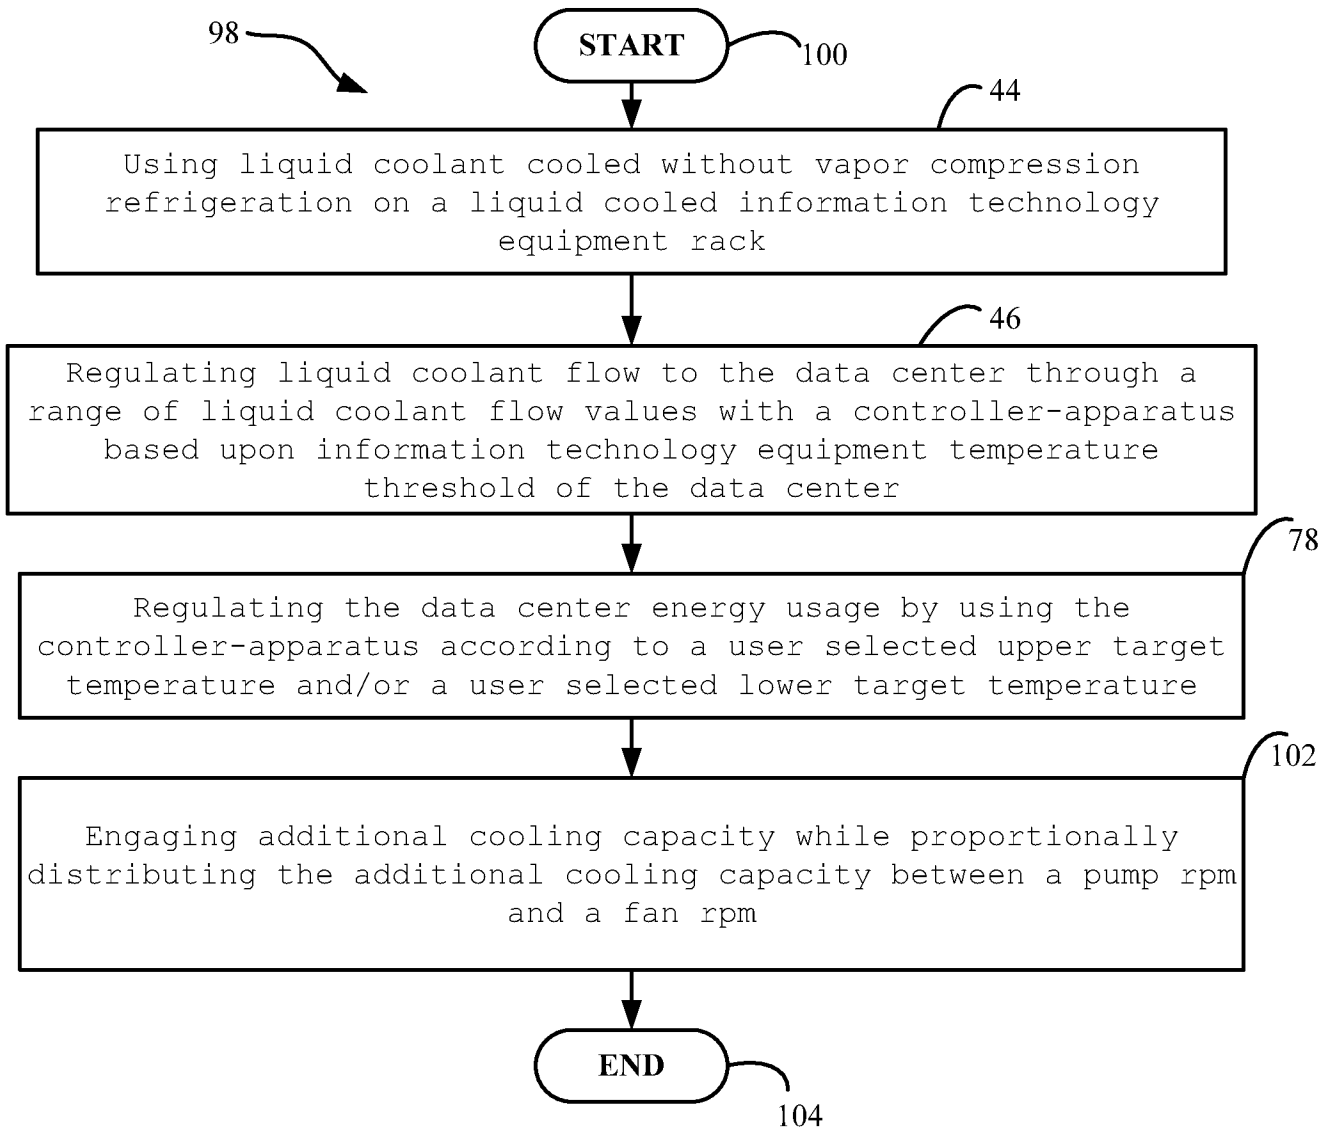 98
START
100
44
Using liquid coolant cooled without vapor compression
refrigeration on a liquid cooled information technology
equipment rack
46
Regulating liquid coolant flow to the data center through a
range of liquid coolant flow values with a controller-apparatus
based upon information technology equipment temperature
threshold of the data center
78
Regulating the data center energy usage by using the
controller-apparatus according to a user selected upper target
temperature and/or a user selected lower target temperature
102
Engaging additional cooling capacity while proportionally
distributing the additional cooling capacity between a pump rpm
and a fan rpm
END
104